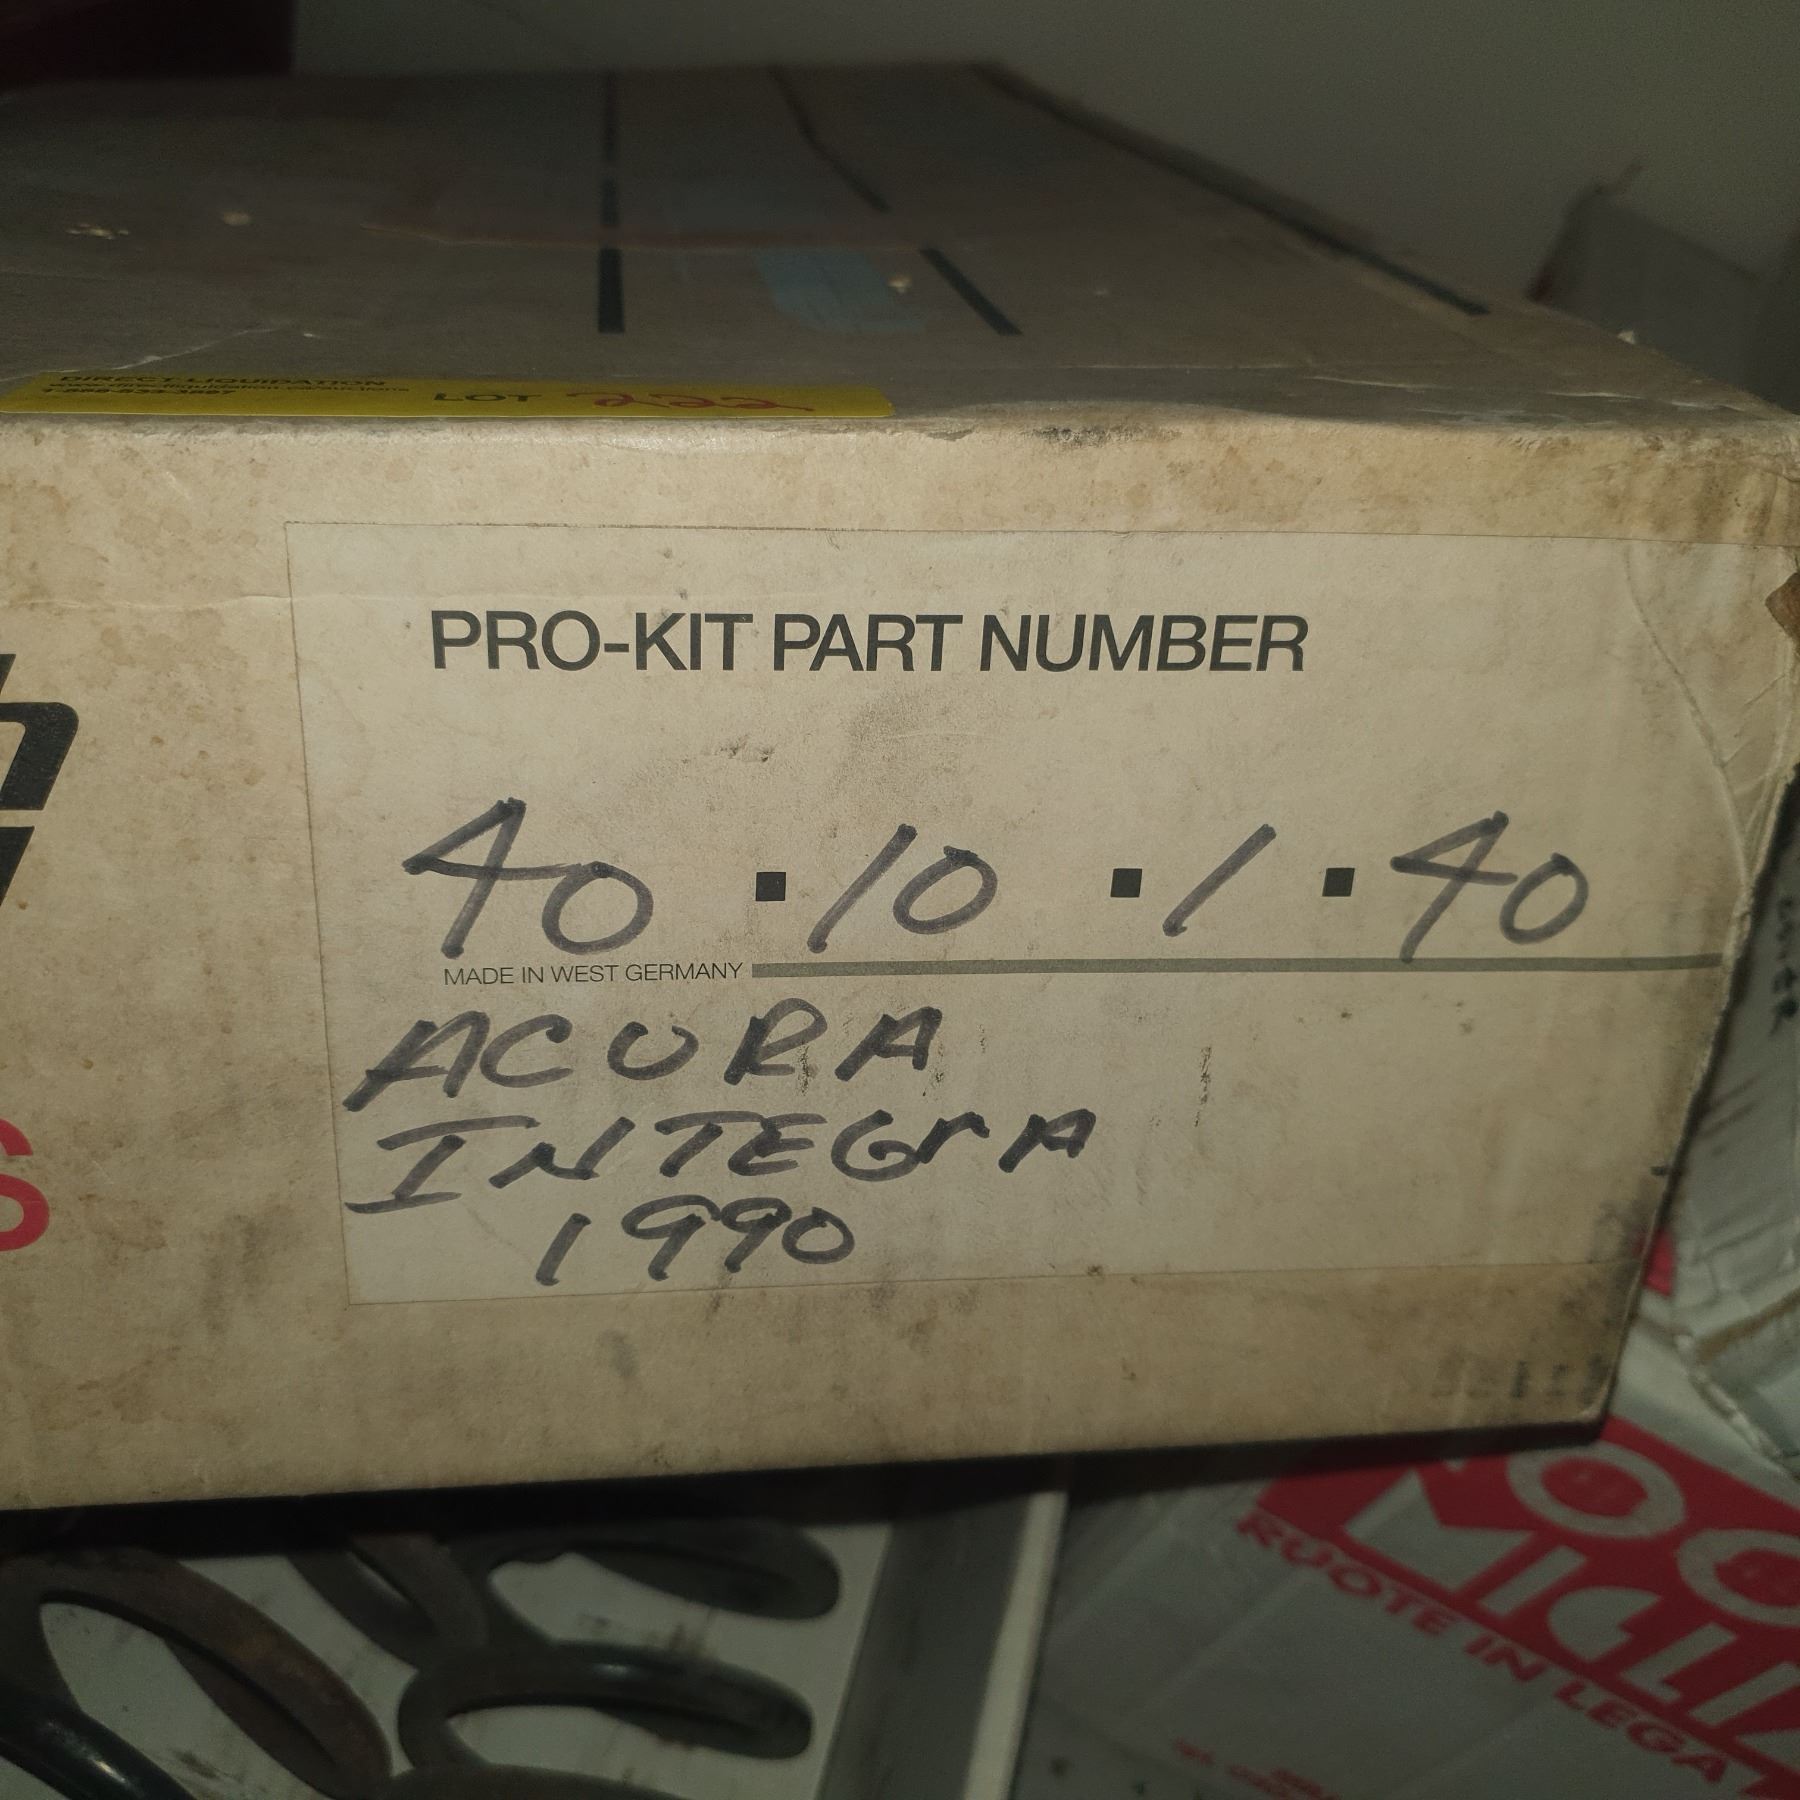 DIRECT LIQUIDATION
LOT 222
PRO-KIT PART NUMBER
40 . 10 . 1 . 40
MADE IN WEST GERMANY
ACURA
INTEGrA
1990
RUOTE IN LEGA